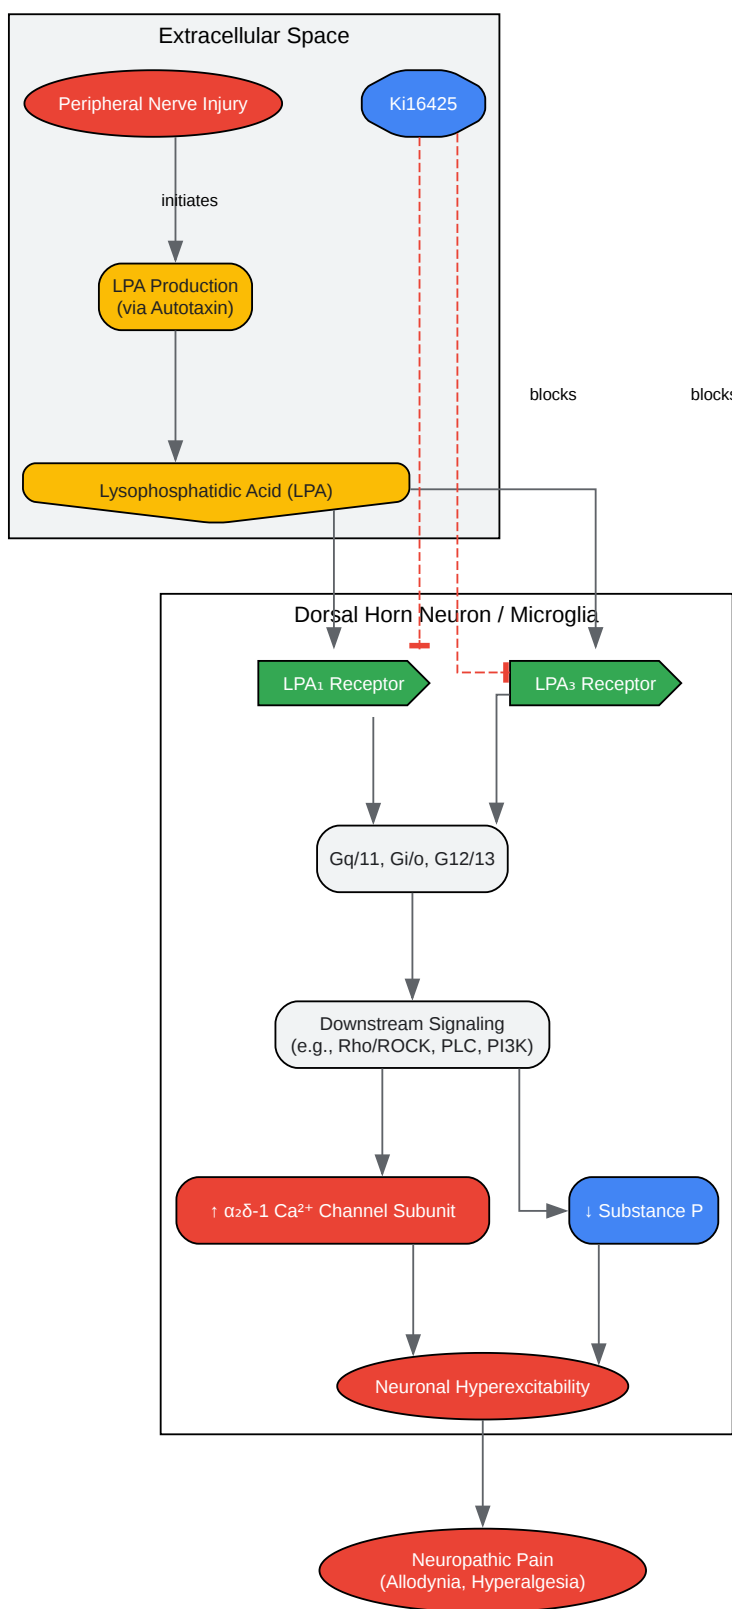 Extracellular Space
Peripheral Nerve Injury
Ki16425
initiates
LPA Production
(via Autotaxin)
blocks
blocks
Lysophosphatidic Acid (LPA)
Dorsal Horn Neuron / Microglia
LPA₁ Receptor
LPA₃ Receptor
Gq/11, Gi/o, G12/13
Downstream Signaling
(e.g., Rho/ROCK, PLC, PI3K)
↑ α₂δ-1 Ca²⁺ Channel Subunit
↓ Substance P
Neuronal Hyperexcitability
Neuropathic Pain
(Allodynia, Hyperalgesia)